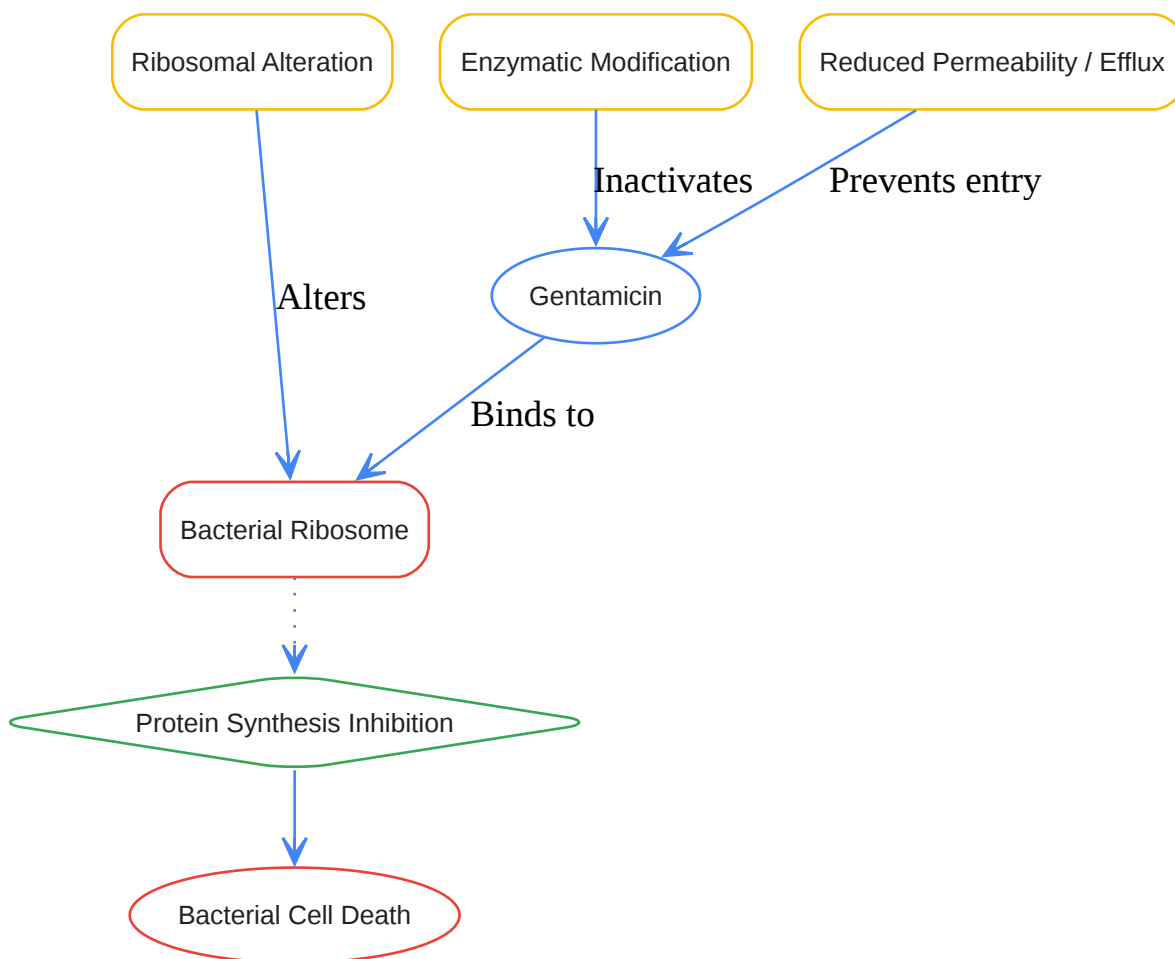 Ribosomal Alteration
Enzymatic Modification
Reduced Permeability / Efflux
Inactivates
Prevents entry
Alters
Gentamicin
Binds to
Bacterial Ribosome
Protein Synthesis Inhibition
Bacterial Cell Death